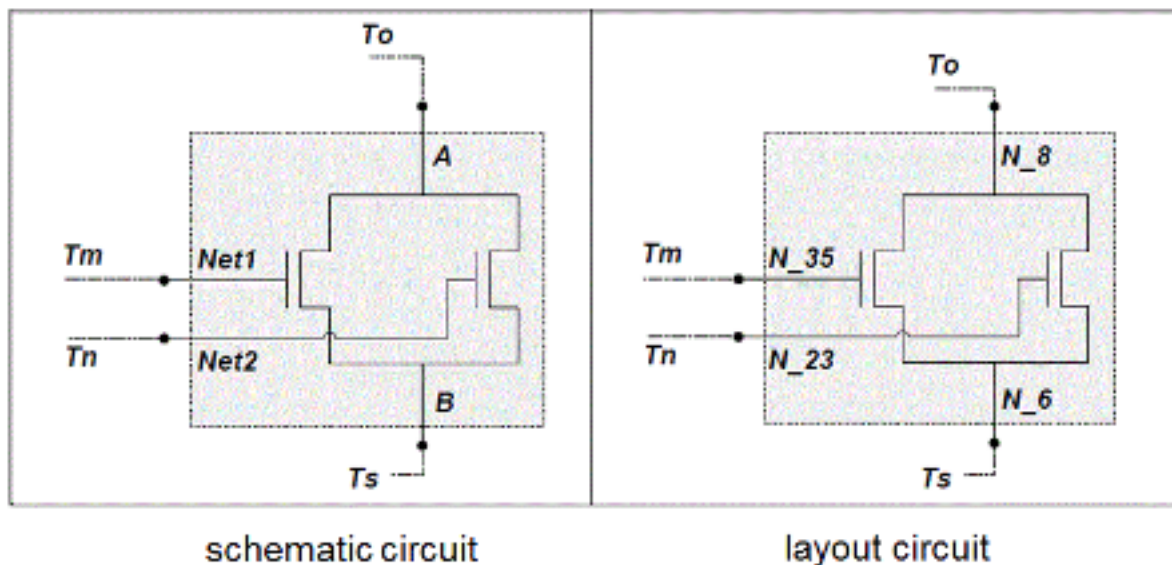 To
A
Tm
Net1
Tn
Net2
B
Ts
schematic circuit
To
N_8
Tm
N_35
Tn
N_23
N_6
Ts
layout circuit